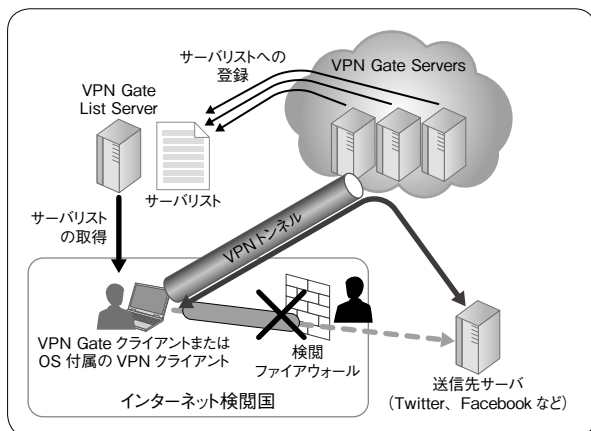 サーバリストへの
登録
VPN Gate Servers
VPN Gate
List Server
サーバリスト
サーバリスト
の取得
VPNトンネル
VPN Gate クライアントまたは
OS 付属の VPN クライアント
検閲
ファイアウォール
インターネット検閲国
送信先サーバ
（Twitter、Facebook など）